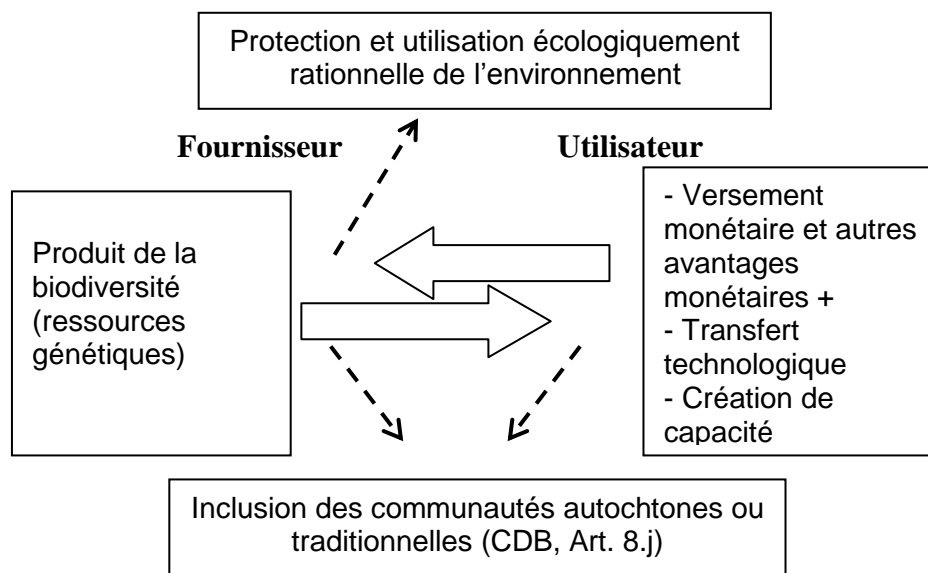 Protection et utilisation écologiquement
rationnelle de l'environnement
Fournisseur
Utilisateur
Produit de la
biodiversité
(ressources
génétiques)
- Versement
monétaire et autres
avantages
monétaires +
- Transfert
technologique
- Création de
capacité
Inclusion des communautés autochtones ou
traditionnelles (CDB, Art. 8.j)